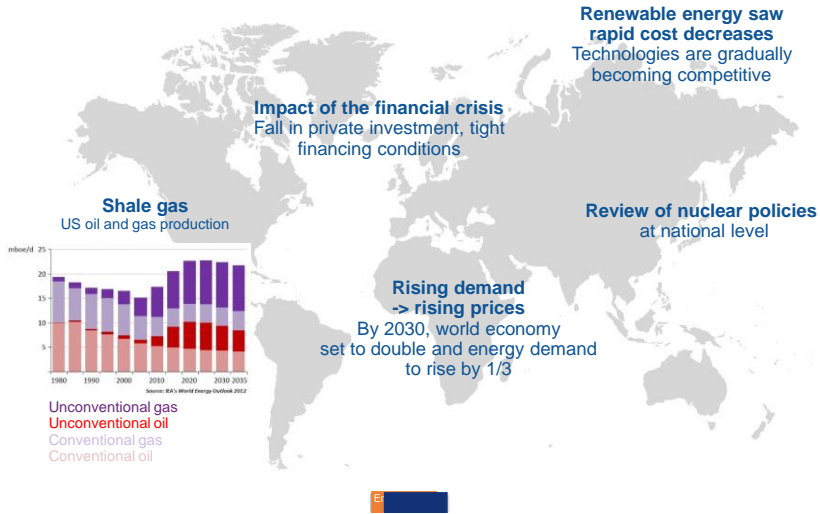 Renewable energy saw
rapid cost decreases
Technologies are gradually
becoming competitive
Impact of the financial crisis
Fall in private investment, tight
financing conditions
Shale gas
US oil and gas production
Review of nuclear policies
at national level
mboe/d 25
20
15
10
5
1980 1990 2000 2010 2020 2030 2035
Source: IEA's World Energy Outlook 2012
Rising demand
-> rising prices
By 2030, world economy
set to double and energy demand
to rise by 1/3
Unconventional gas
Unconventional oil
Conventional gas
Conventional oil